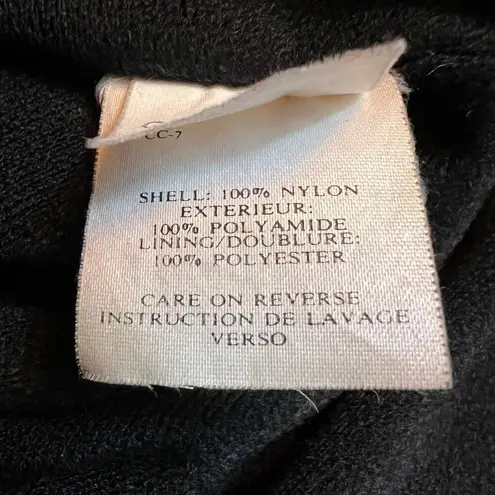 CC-7
SHELL: 100% NYLON
EXTERIEUR:
100% POLYAMIDE
LINING/DOUBLURE:
100% POLYESTER
CARE ON REVERSE
INSTRUCTION DE LAVAGE
VERSO